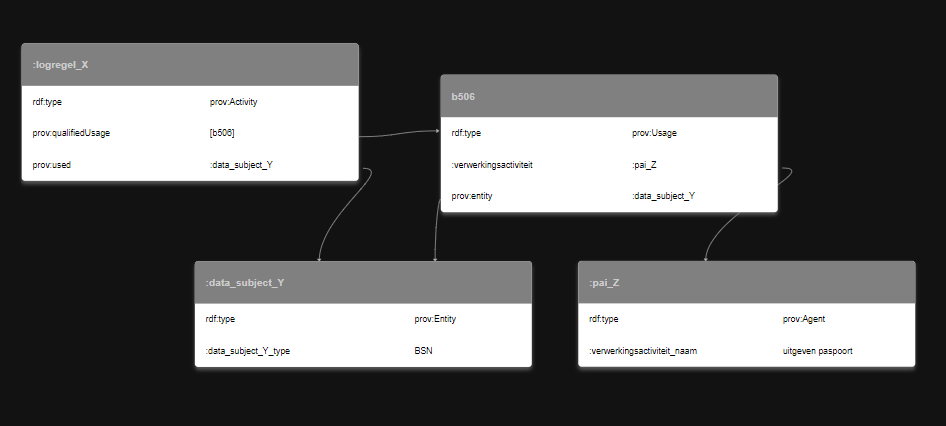 :logregel_X
rdf:type prov:Activity
prov:qualifiedUsage [b506]
prov:used :data_subject_Y
b506
rdf:type prov:Usage
:verwerkingsactiviteit :pai_Z
prov:entity :data_subject_Y
:data_subject_Y
rdf:type prov:Entity
:data_subject_Y_type BSN
:pai_Z
rdf:type prov:Agent
:verwerkingsactiviteit_naam uitgeven paspoort